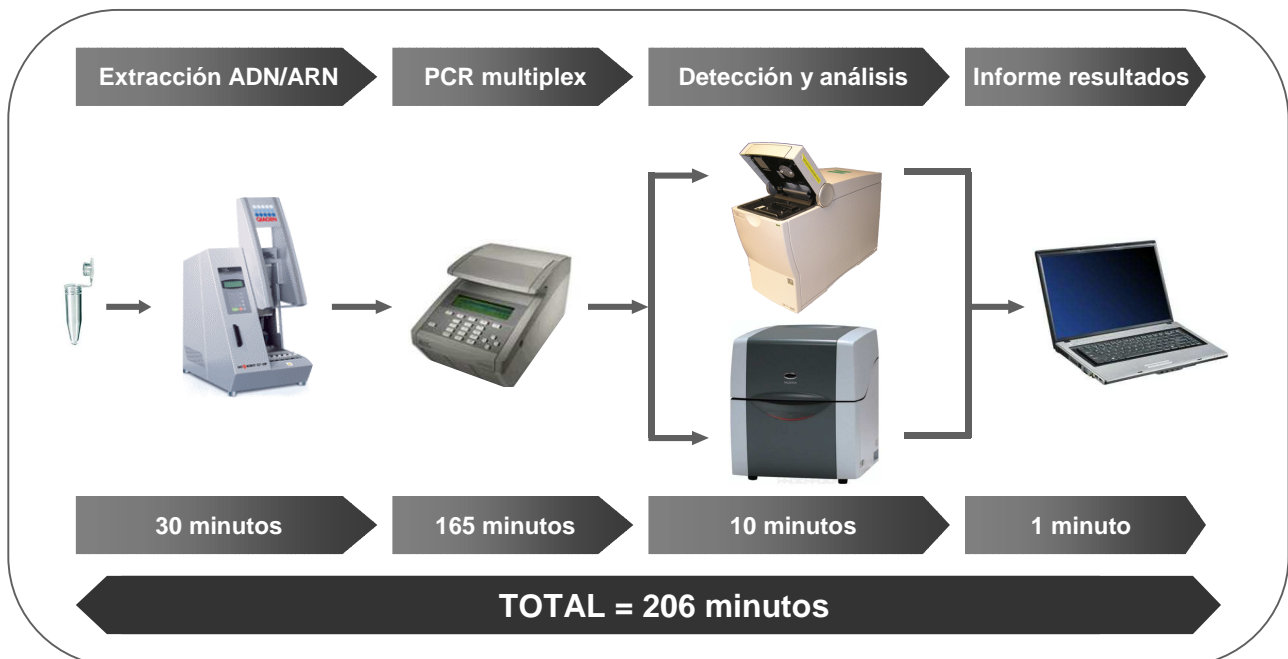 Extracción ADN/ARN
PCR multiplex
Detección y análisis
Informe resultados
30 minutos
165 minutos
10 minutos
1 minuto
TOTAL = 206 minutos